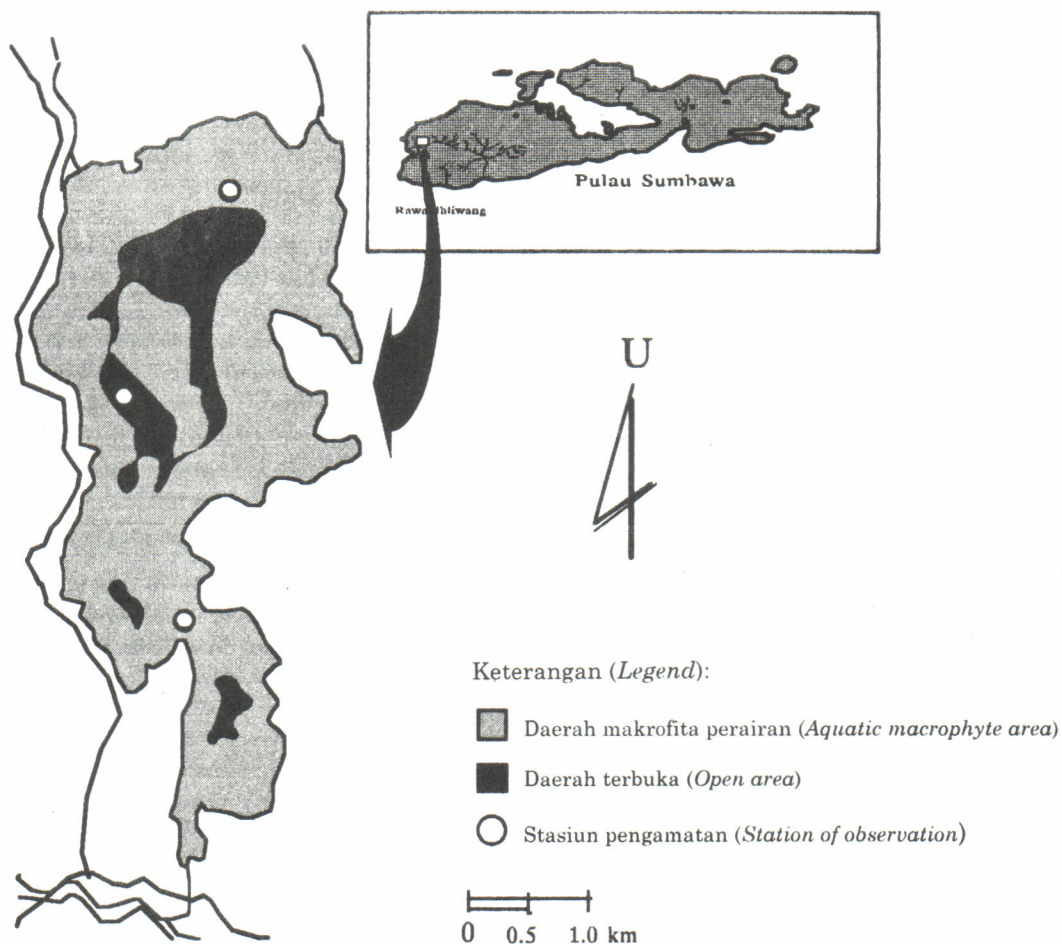 Pulau Sumbawa
U
Keterangan (Legend):
Daerah makrofita perairan (Aquatic macrophyte area)
Daerah terbuka (Open area)
Stasiun pengamatan (Station of observation)
0 0.5 1.0 km